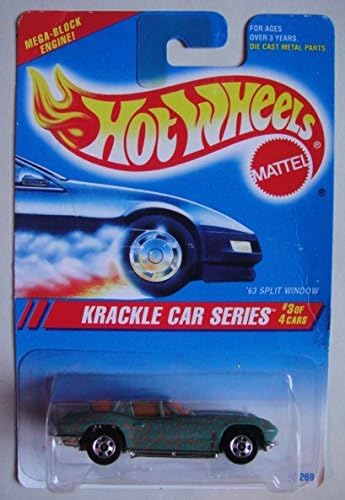 MEGA-BLOCK
ENGINE!
FOR AGES
OVER 3 YEARS.
DIE CAST METAL PARTS.
HOT WHEELS
®
MATTEL
®
'63 SPLIT WINDOW
KRACKLE CAR SERIES™ #3 OF
4 CARS
269